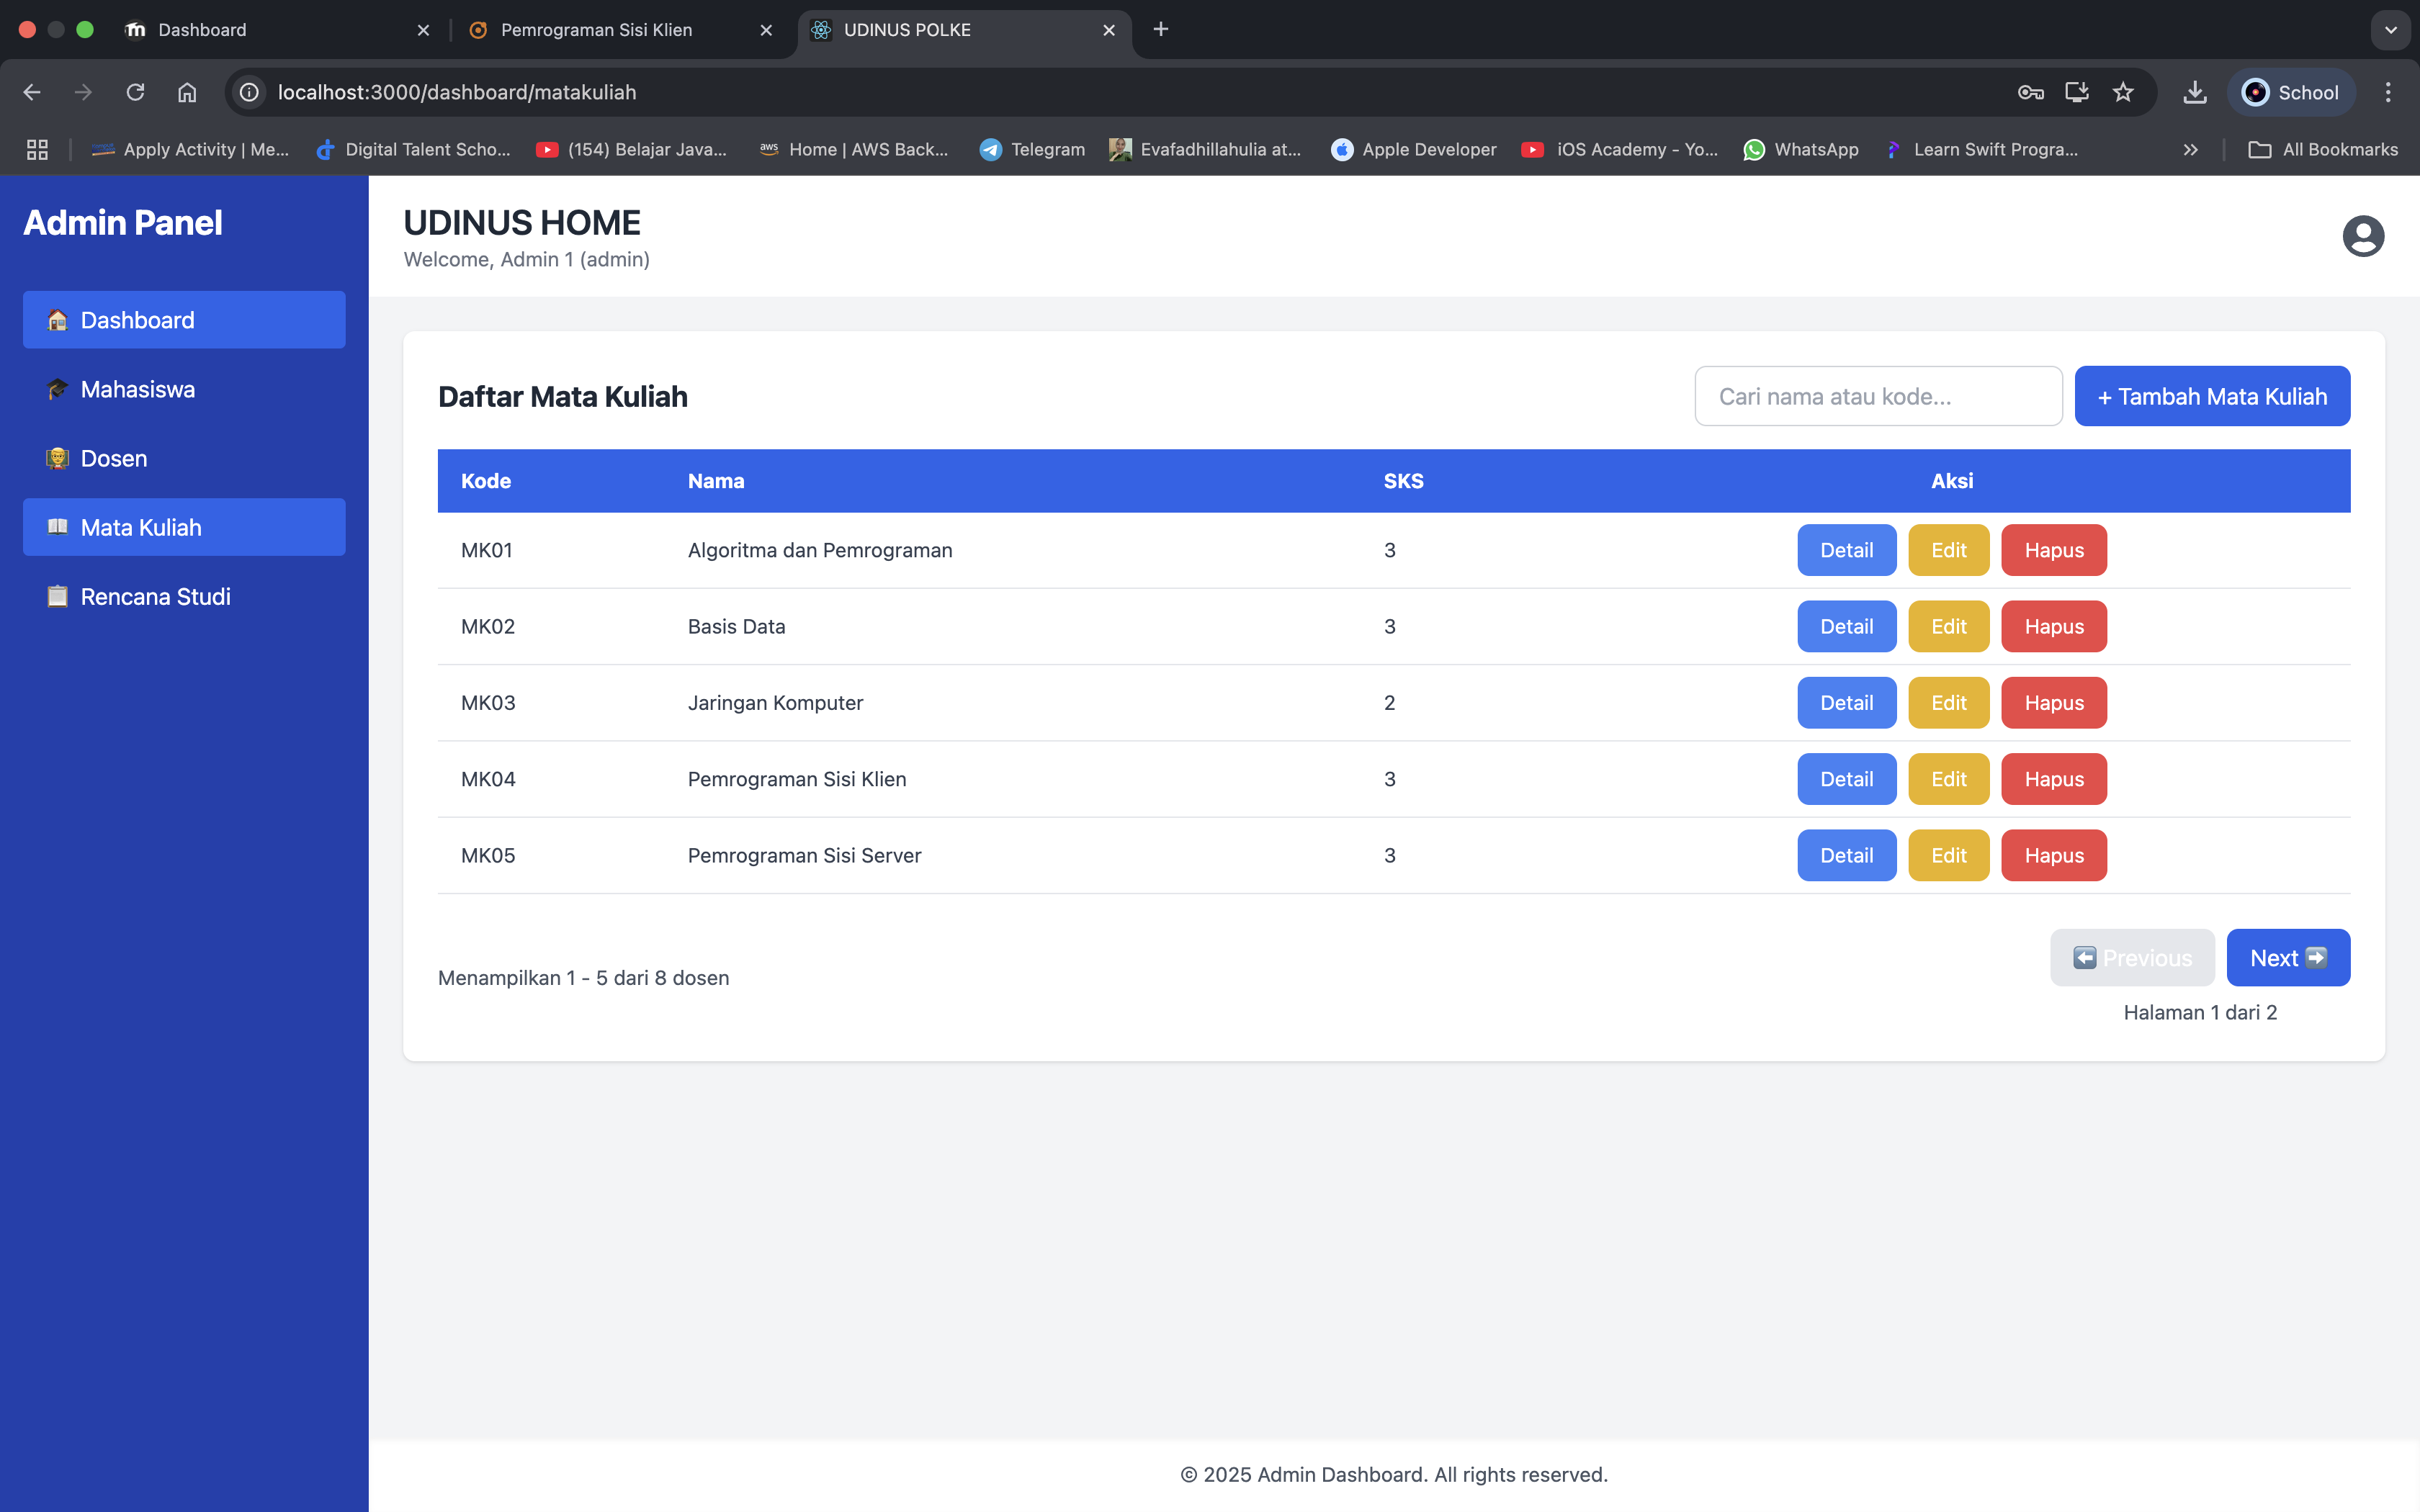 Dashboard
Pemrograman Sisi Klien
UDINUS POLKE
localhost:3000/dashboard/matakuliah
School
Apply Activity | Me...
Digital Talent Scho...
(154) Belajar Java...
aws
Home | AWS Back...
Telegram
Evafadhillahulia at...
Apple Developer
iOS Academy - Yo...
WhatsApp
Learn Swift Progra...
All Bookmarks
Admin Panel
Dashboard
Mahasiswa
Dosen
Mata Kuliah
Rencana Studi
UDINUS HOME
Welcome, Admin 1 (admin)
Daftar Mata Kuliah
Cari nama atau kode...
+ Tambah Mata Kuliah
Kode Nama SKS Aksi
MK01 Algoritma dan Pemrograman 3 Detail Edit Hapus
MK02 Basis Data 3 Detail Edit Hapus
MK03 Jaringan Komputer 2 Detail Edit Hapus
MK04 Pemrograman Sisi Klien 3 Detail Edit Hapus
MK05 Pemrograman Sisi Server 3 Detail Edit Hapus
Menampilkan 1 - 5 dari 8 dosen
⬅️ Previous
Next ➡️
Halaman 1 dari 2
© 2025 Admin Dashboard. All rights reserved.